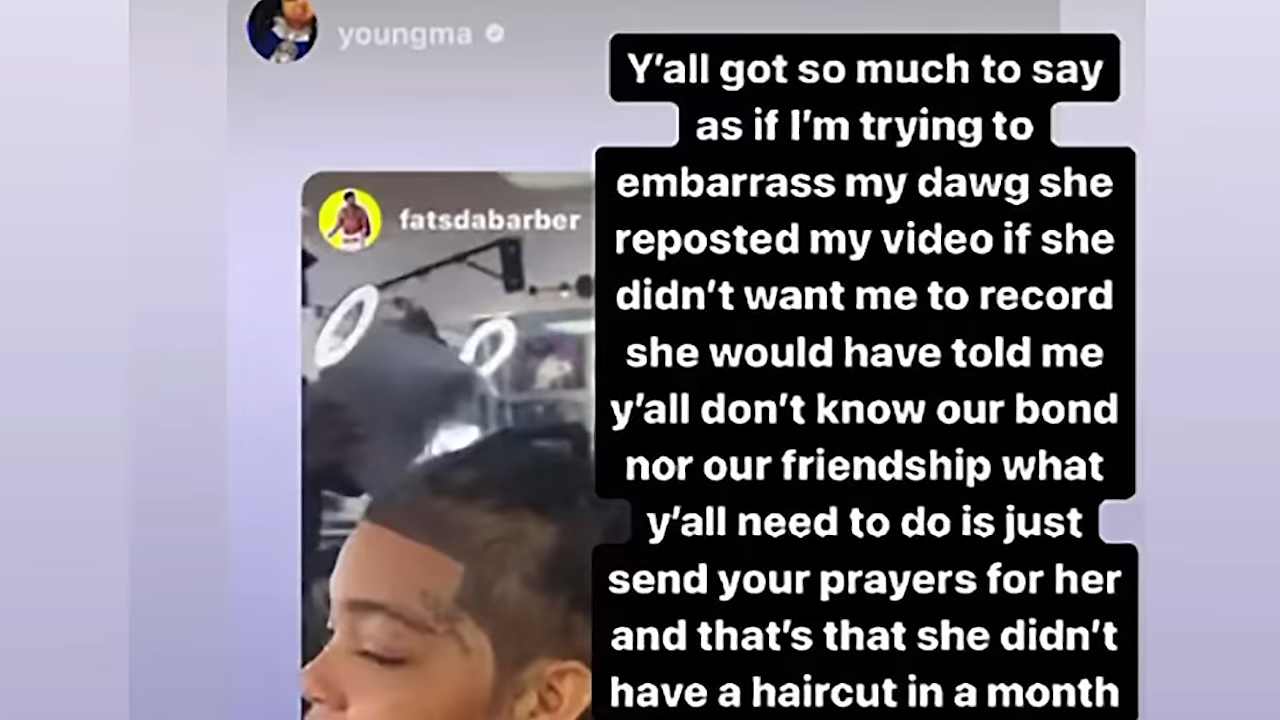 youngma
fatsdabarber
Y'all got so much to say
as if I'm trying to
embarrass my dawg she
reposted my video if she
didn't want me to record
she would have told me
y'all don't know our bond
nor our friendship what
y'all need to do is just
send your prayers for her
and that's that she didn't
have a haircut in a month